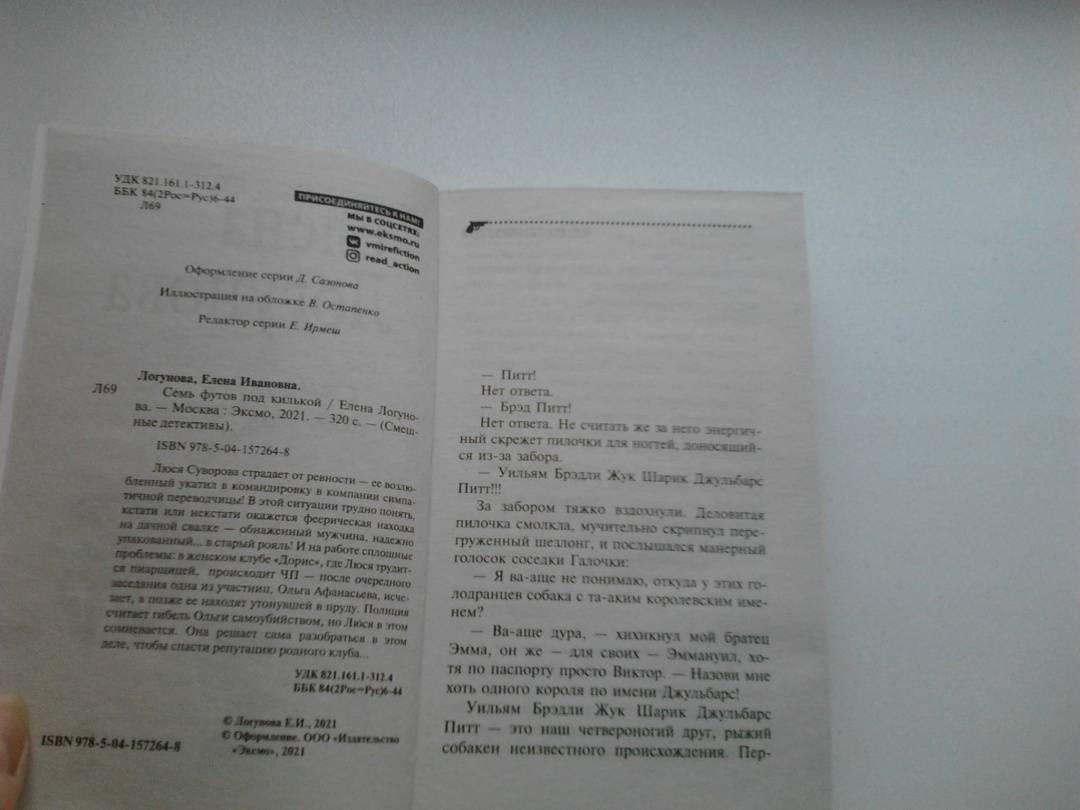 УДК 821.161.1-312.4
ББК 84(2Рос=Рус)6-44
Л69
ПРИСОЕДИНЯЙТЕСЬ К НАМ!
МЫ В СОЦСЕТЯХ:
www.eksmo.ru
vmirefiction
read_action
Оформление серии Д. Сазонова
Иллюстрация на обложке В. Остапенко
Редактор серии Е. Ирмеш
Логунова, Елена Ивановна.
Л69
Семь футов под килькой / Елена Логуно-
ва. — Москва : Эксмо, 2021. — 320 с. — (Смеш-
ные детективы).
ISBN 978-5-04-157264-8
Люся Суворова страдает от ревности — ее возлю-
бленный укатил в командировку в компании симпа-
тичной переводчицы! В этой ситуации трудно понять,
кстати или некстати окажется феерическая находка
на дачной свалке — обнаженный мужчина, надежно
упакованный... в старый рояль! И на работе сплошные
проблемы: в женском клубе «Дорис», где Люся трудит-
ся пиарщицей, происходит ЧП — после очередного
заседания одна из участниц, Ольга Афанасьева, исче-
зает, а позже ее находят утонувшей в пруду. Полиция
считает гибель Ольги самоубийством, но Люся в этом
сомневается. Она решает сама разобраться в этом
деле, чтобы спасти репутацию родного клуба...
УДК 821.161.1-312.4
ББК 84(2Рос=Рус)6-44
© Логунова Е.И., 2021
© Оформление. ООО «Издательство
«Эксмо», 2021
ISBN 978-5-04-157264-8
— Питт!
Нет ответа.
— Брэд Питт!
Нет ответа. Не считать же за него энергич-
ный скрежет пилочки для ногтей, доносящий-
ся из-за забора.
— Уильям Брэдли Жук Шарик Джульбарс
Питт!!!
За забором тяжко вздохнули. Деловитая
пилочка смолкла, мучительно скрипнул пере-
груженный шезлонг, и послышался манерный
голосок соседки Галочки:
— Я ва-аще не понимаю, откуда у этих го-
лодранцев собака с та-аким королевским име-
нем?
— Ва-аще дура, — хихикнул мой братец
Эмма, он же — для своих — Эммануил, хо-
тя по паспорту просто Виктор. — Назови мне
хоть одного короля по имени Джульбарс!
Уильям Брэдли Жук Шарик Джульбарс
Питт — это наш четвероногий друг, рыжий
собакен неизвестного происхождения. Пер-